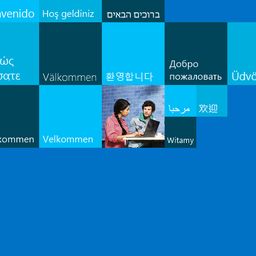 nvenido
Hoş geldiniz
ברוכים הבאים
ώς
σατε
Välkommen
환영합니다
Добро
пожаловать
Üdvö
kommen
Velkommen
مرحبا
欢迎
Witamy